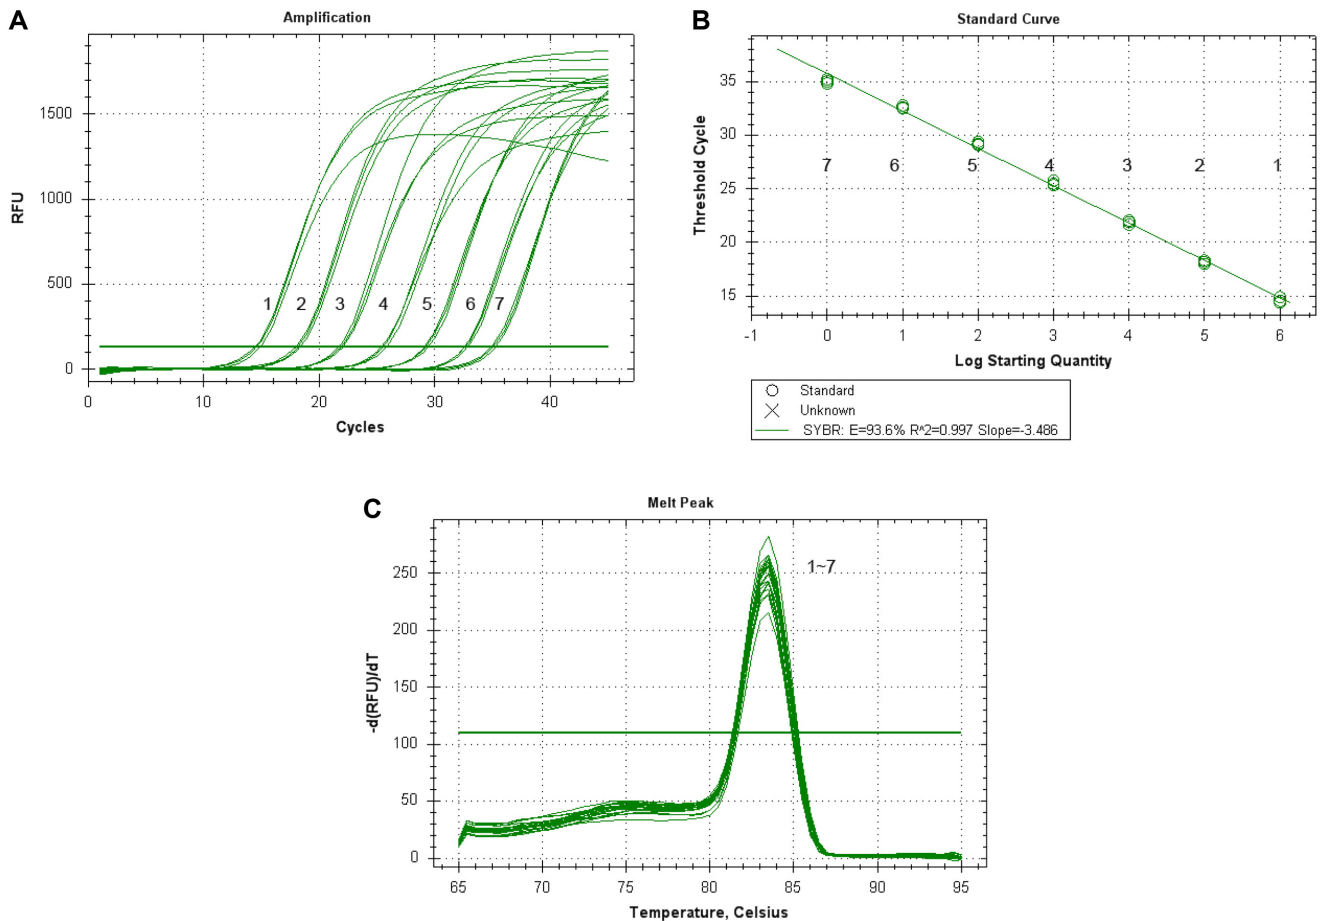 A
Amplification
RFU
1500
1000
500
0
1 2 3 4 5 6 7
0 10 20 30 40
Cycles
B
Standard Curve
Threshold Cycle
35
30
25
20
15
7 6 5 4 3 2 1
-1 0 1 2 3 4 5 6
Log Starting Quantity
Standard
Unknown
SYBR: E=93.6% R^2=0.997 Slope=-3.486
C
Melt Peak
-d(RFU)/dT
250
200
150
100
50
0
1~7
65 70 75 80 85 90 95
Temperature, Celsius